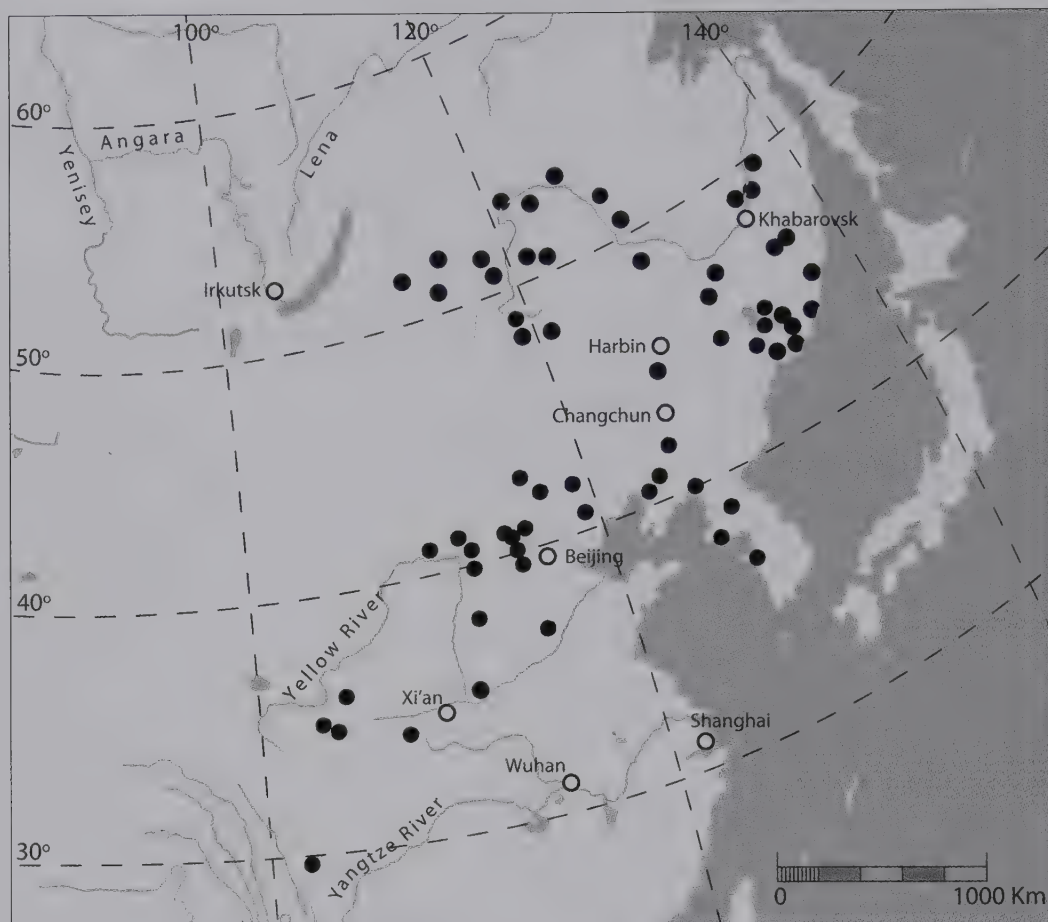 100°
120°
140°
60°
Angara
Yenisey
Lena
Khabarovsk
Irkutsk
50°
Harbin
Changchun
Beijing
40°
Yellow River
Xi'an
Shanghai
Wuhan
30°
Yangtze River
0 1000 Km